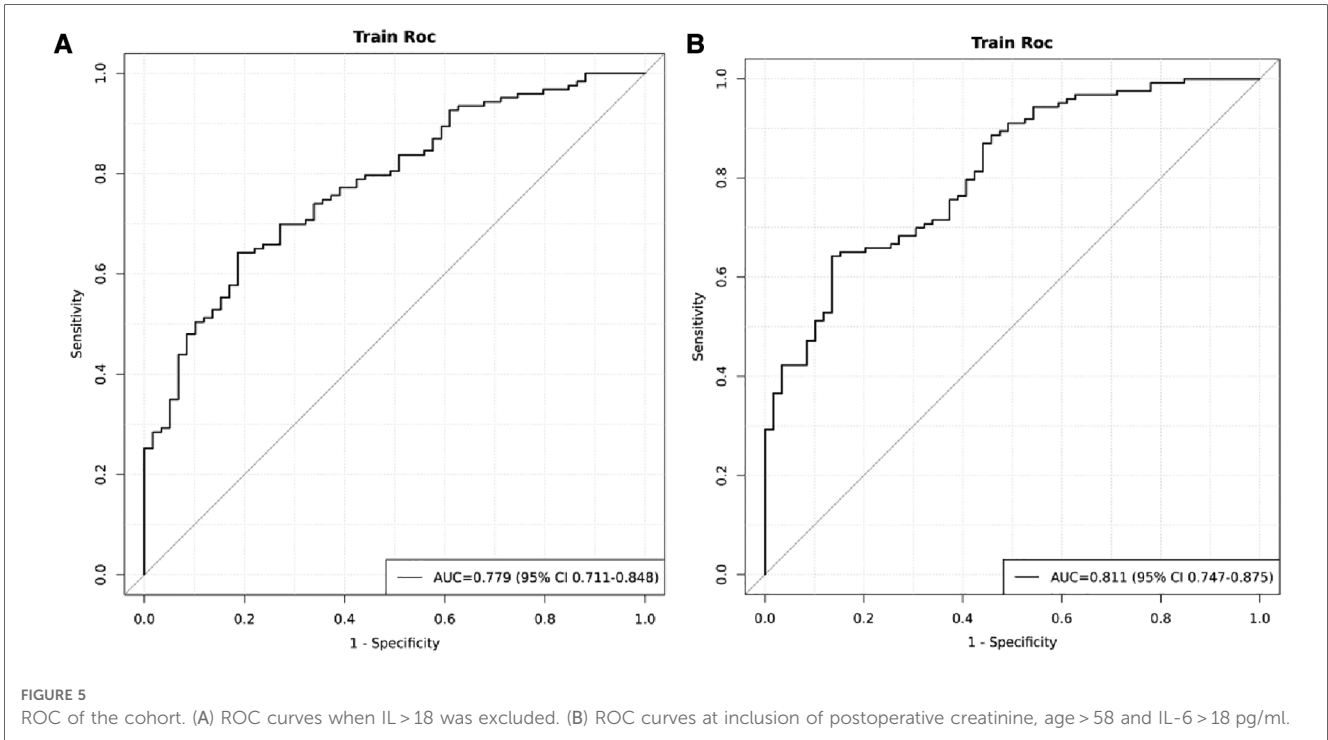 A
Train Roc
Sensitivity
1.0
0.8
0.6
0.4
0.2
0.0
AUC=0.779 (95% CI 0.711-0.848)
0.0 0.2 0.4 0.6 0.8 1.0
1 - Specificity
B
Train Roc
Sensitivity
1.0
0.8
0.6
0.4
0.2
0.0
AUC=0.811 (95% CI 0.747-0.875)
0.0 0.2 0.4 0.6 0.8 1.0
1 - Specificity
FIGURE 5
ROC of the cohort. (A) ROC curves when IL > 18 was excluded. (B) ROC curves at inclusion of postoperative creatinine, age > 58 and IL-6 > 18 pg/ml.